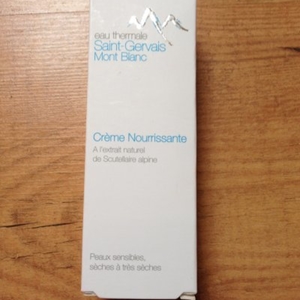 eau thermale
Saint-Gervais
Mont Blanc
Crème Nourrissante
A l'extrait naturel
de Scutellaire alpine
Peaux sensibles,
sèches à très sèches